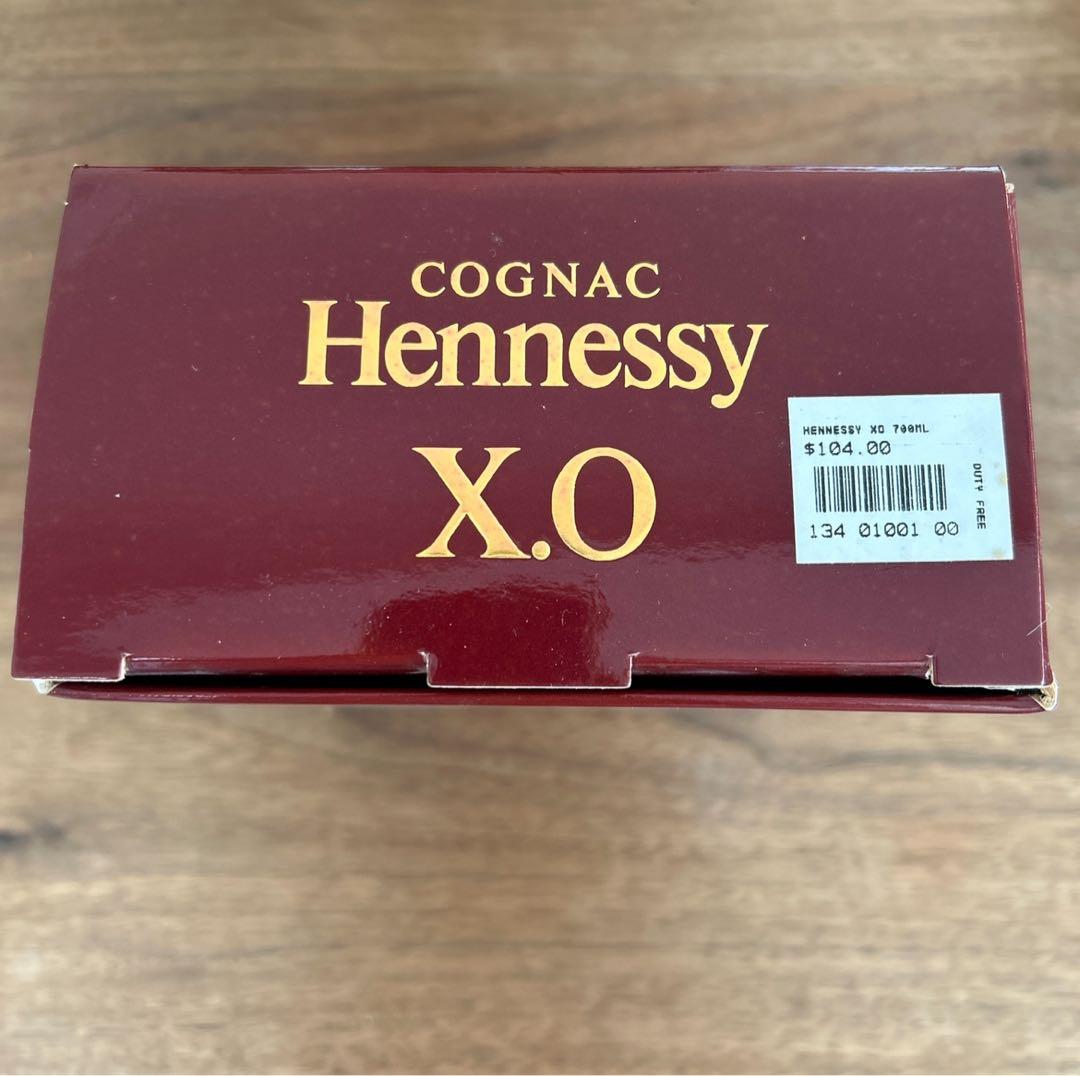 COGNAC
Hennessy
X.O
HENNESSY XO 700ML
$104.00
DUTY FREE
134 01001 00